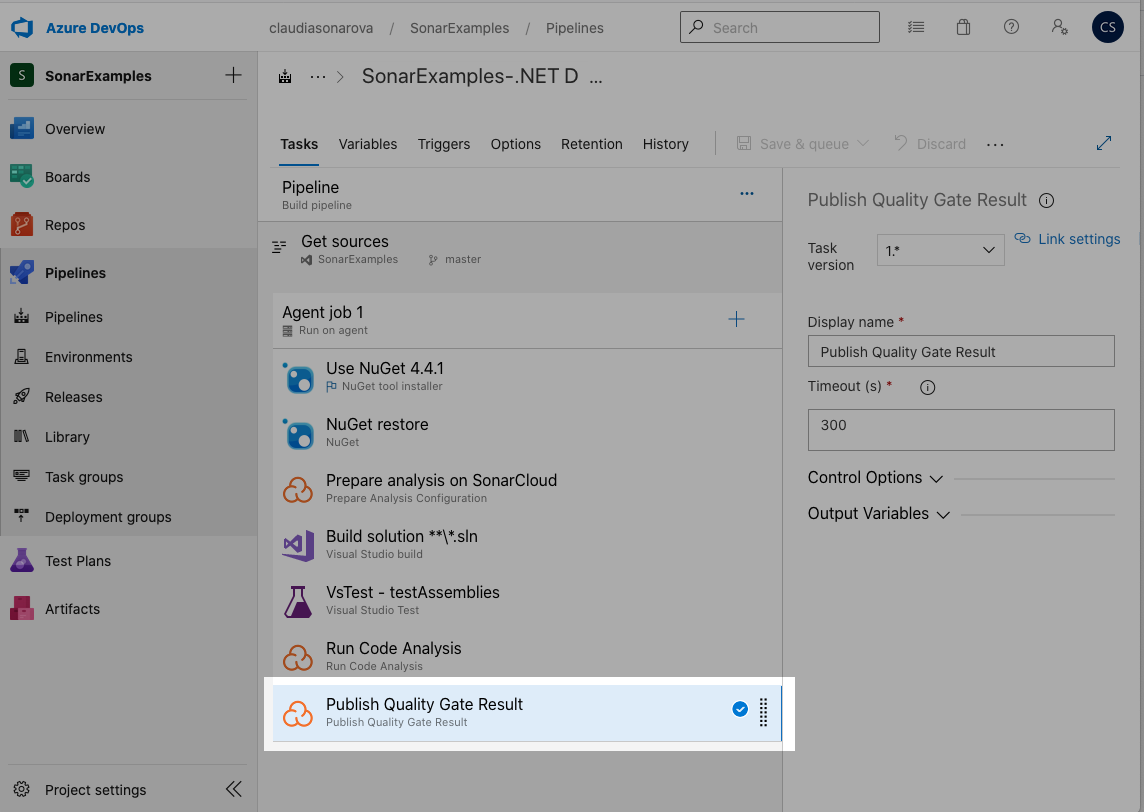 Azure DevOps
claudiasonarova / SonarExamples / Pipelines
Search
CS
S SonarExamples
Overview
Boards
Repos
Pipelines
Pipelines
Environments
Releases
Library
Task groups
Deployment groups
Test Plans
Artifacts
Project settings
SonarExamples-.NET D ...
Tasks Variables Triggers Options Retention History Save & queue Discard ...
Pipeline
Build pipeline
Get sources
SonarExamples master
Agent job 1
Run on agent
Use NuGet 4.4.1
NuGet tool installer
NuGet restore
NuGet
Prepare analysis on SonarCloud
Prepare Analysis Configuration
Build solution **\*.sln
Visual Studio build
VsTest - testAssemblies
Visual Studio Test
Run Code Analysis
Run Code Analysis
Publish Quality Gate Result
Publish Quality Gate Result
Publish Quality Gate Result
Task
version
1.*
Link settings
Display name *
Publish Quality Gate Result
Timeout (s) *
300
Control Options
Output Variables